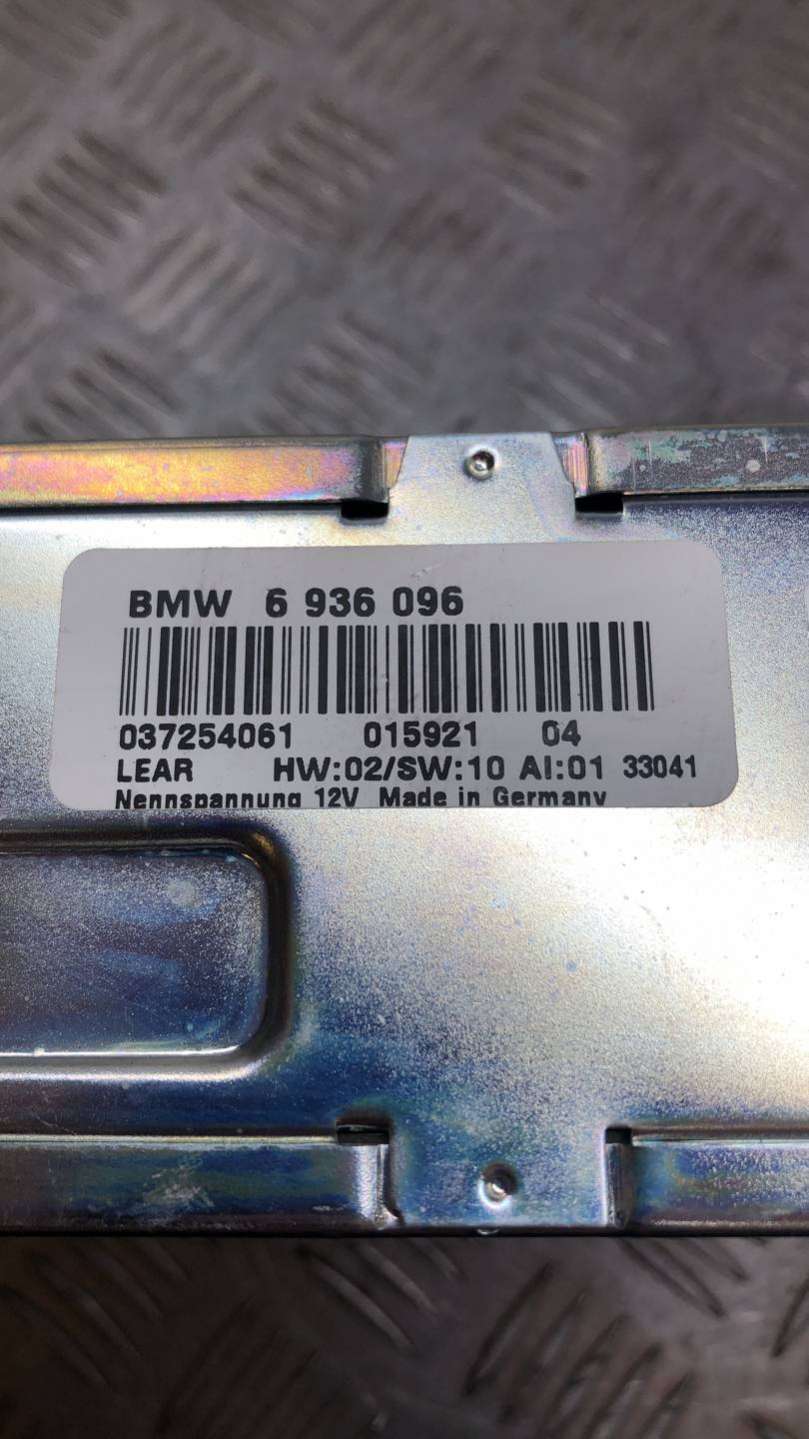 BMW 6 936 096
037254061 015921 04
LEAR HW:02/SW:10 AI:01 33041
Nennspannung 12V Made in Germany